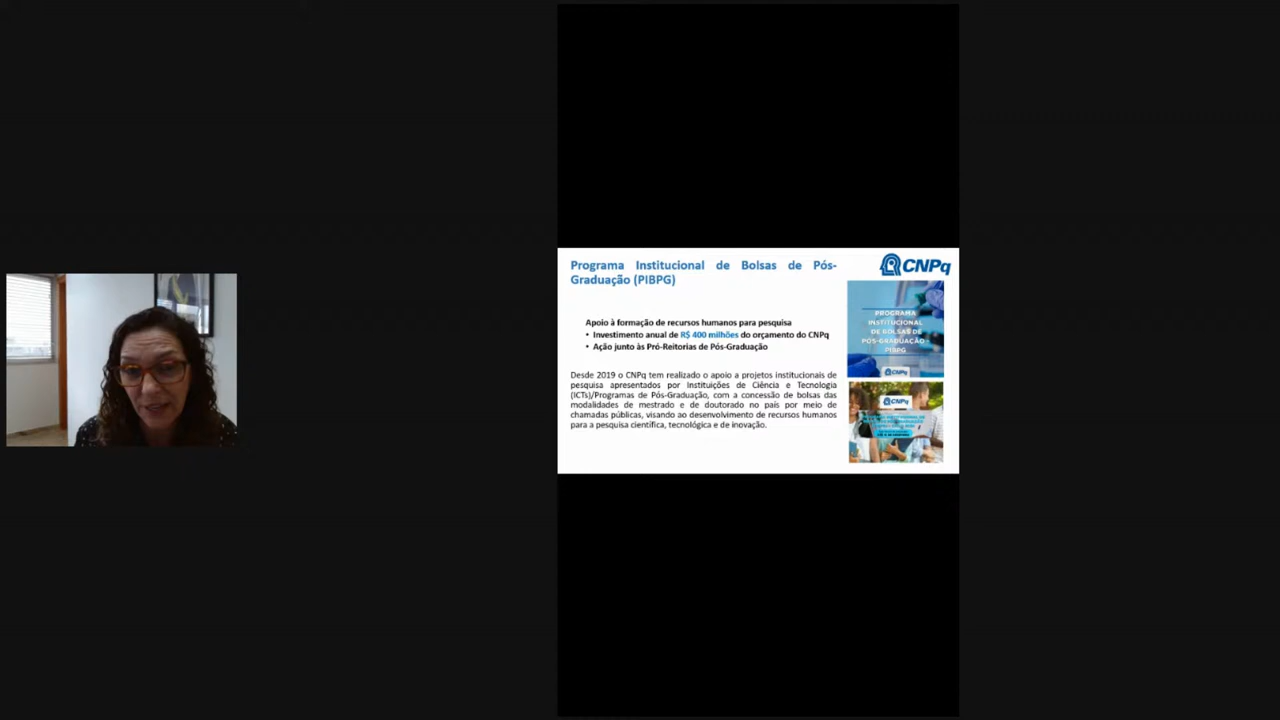 Programa Institucional de Bolsas de Pós-
Graduação (PIBPG)
CNPq
Apoio à formação de recursos humanos para pesquisa
• Investimento anual de R$ 400 milhões do orçamento do CNPq
• Ação junto às Pró-Reitorias de Pós-Graduação
Desde 2019 o CNPq tem realizado o apoio a projetos institucionais de
pesquisa apresentados por Instituições de Ciência e Tecnologia
(ICTs)/Programas de Pós-Graduação, com a concessão de bolsas das
modalidades de mestrado e de doutorado no país por meio de
chamadas públicas, visando ao desenvolvimento de recursos humanos
para a pesquisa científica, tecnológica e de inovação.
PROGRAMA
INSTITUCIONAL
DE BOLSAS DE
PÓS-GRADUAÇÃO -
PIBPG
CNPq
CNPq